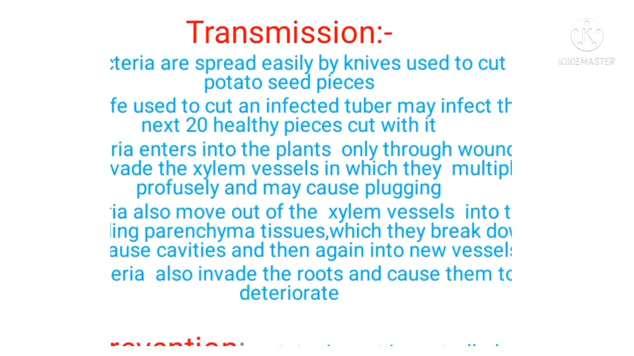 Transmission:-
KINEMASTER
cteria are spread easily by knives used to cut
potato seed pieces
fe used to cut an infected tuber may infect th
next 20 healthy pieces cut with it
ria enters into the plants only through wound
vade the xylem vessels in which they multipl
profusely and may cause plugging
ria also move out of the xylem vessels into t
ling parenchyma tissues,which they break dow
ause cavities and then again into new vessels
eria also invade the roots and cause them to
deteriorate